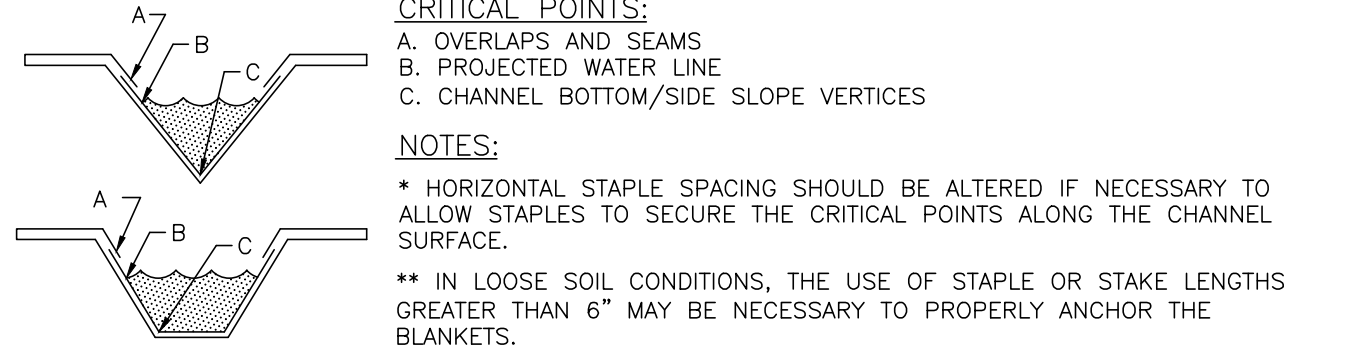 CRITICAL POINTS:
A. OVERLAPS AND SEAMS
B. PROJECTED WATER LINE
C. CHANNEL BOTTOM/SIDE SLOPE VERTICES
NOTES:
* HORIZONTAL STAPLE SPACING SHOULD BE ALTERED IF NECESSARY TO
ALLOW STAPLES TO SECURE THE CRITICAL POINTS ALONG THE CHANNEL
SURFACE.
** IN LOOSE SOIL CONDITIONS, THE USE OF STAPLE OR STAKE LENGTHS
GREATER THAN 6” MAY BE NECESSARY TO PROPERLY ANCHOR THE
BLANKETS.
A
B
C
A
B
C